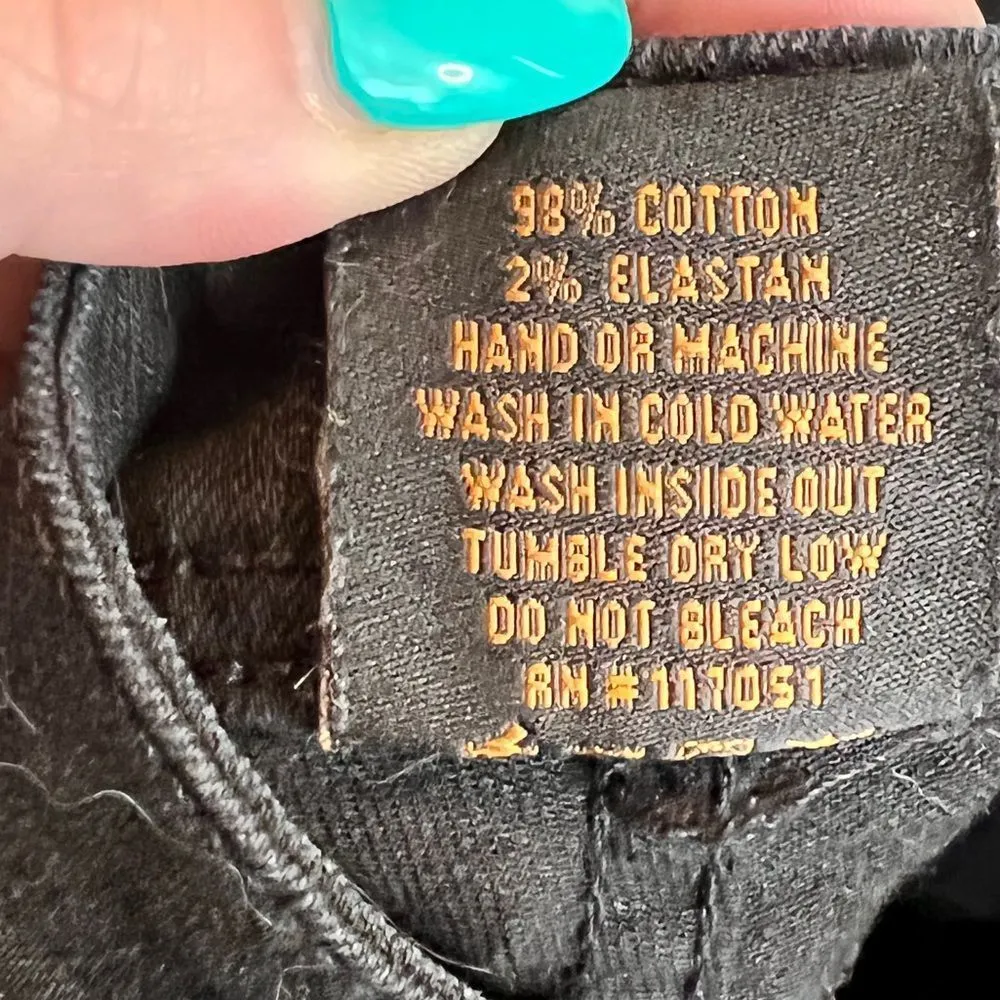 98% COTTON
2% ELASTAN
HAND OR MACHINE
WASH IN COLD WATER
WASH INSIDE OUT
TUMBLE DRY LOW
DO NOT BLEACH
RN #117051